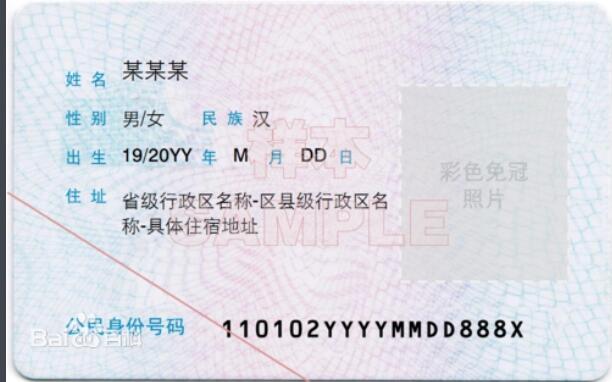 姓名 某某某
性别 男/女 民族 汉
出生 19/20YY 年 M 月 DD 日
住址 省级行政区名称-区县级行政区名
称-具体住宿地址
样本
SAMPLE
彩色免冠
照片
公民身份号码 110102YYYYMMDD888X
Baidu百科